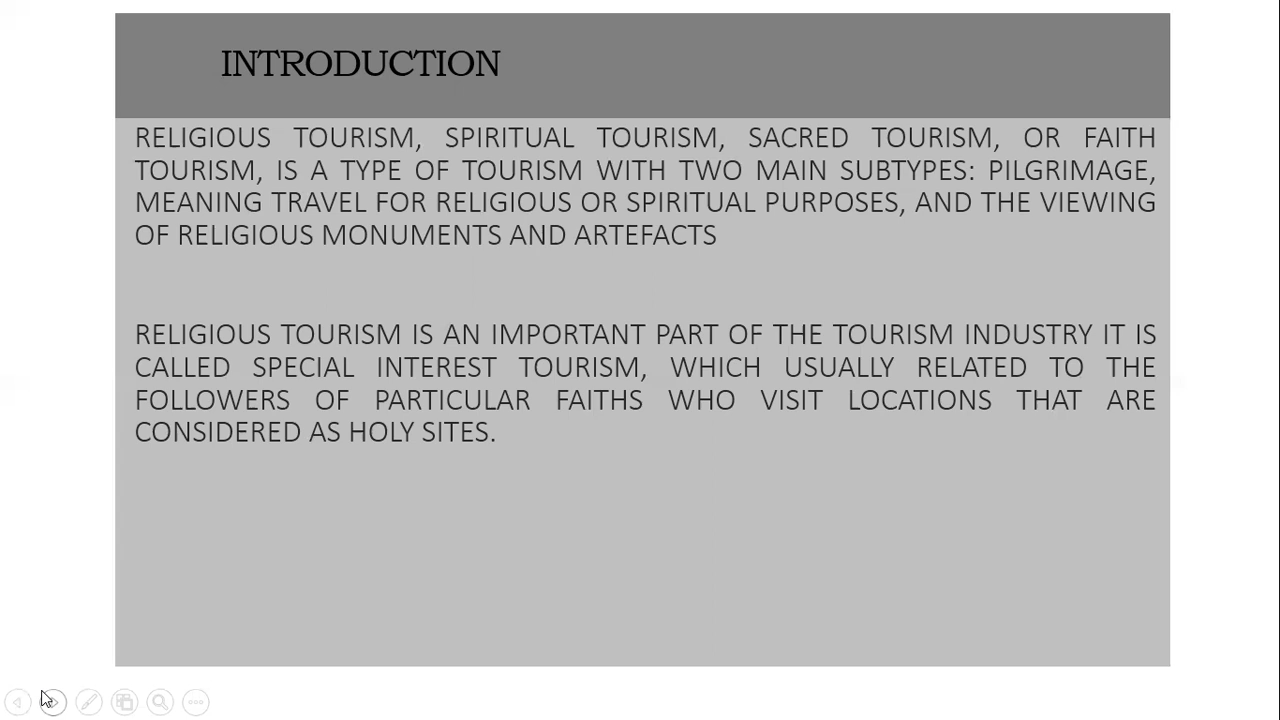 INTRODUCTION
RELIGIOUS TOURISM, SPIRITUAL TOURISM, SACRED TOURISM, OR FAITH
TOURISM, IS A TYPE OF TOURISM WITH TWO MAIN SUBTYPES: PILGRIMAGE,
MEANING TRAVEL FOR RELIGIOUS OR SPIRITUAL PURPOSES, AND THE VIEWING
OF RELIGIOUS MONUMENTS AND ARTEFACTS
RELIGIOUS TOURISM IS AN IMPORTANT PART OF THE TOURISM INDUSTRY IT IS
CALLED SPECIAL INTEREST TOURISM, WHICH USUALLY RELATED TO THE
FOLLOWERS OF PARTICULAR FAITHS WHO VISIT LOCATIONS THAT ARE
CONSIDERED AS HOLY SITES.